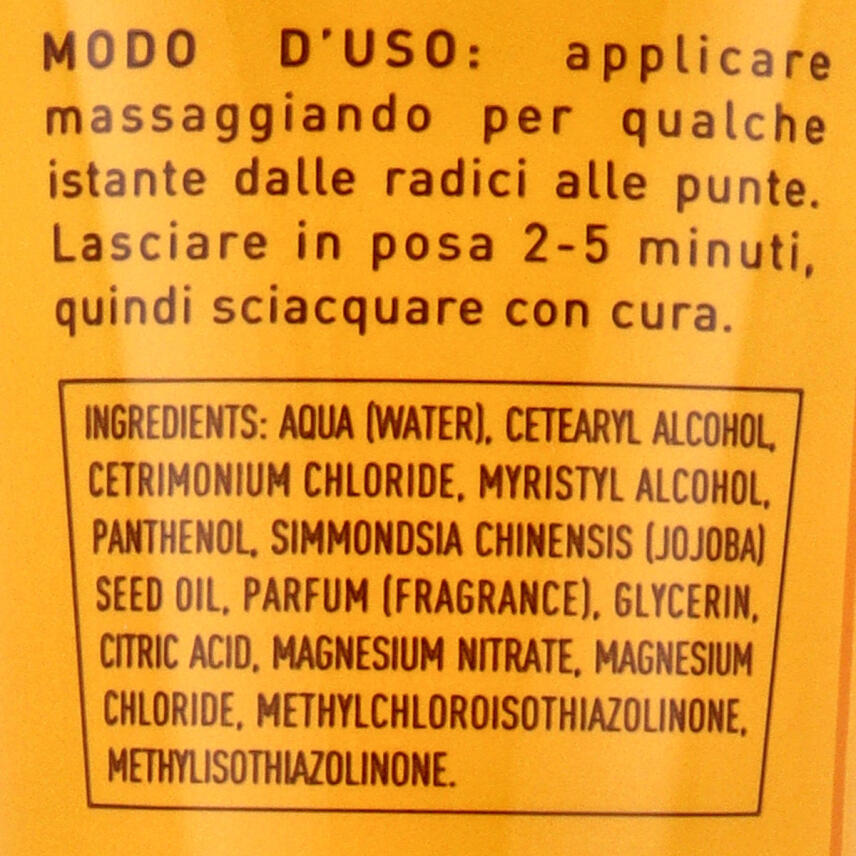 MODO D'USO: applicare
massaggiando per qualche
istante dalle radici alle punte.
Lasciare in posa 2-5 minuti,
quindi sciacquare con cura.
INGREDIENTS: AQUA (WATER), CETEARYL ALCOHOL,
CETRIMONIUM CHLORIDE, MYRISTYL ALCOHOL,
PANTHENOL, SIMMONDSIA CHINENSIS (JOJOBA)
SEED OIL, PARFUM (FRAGRANCE), GLYCERIN,
CITRIC ACID, MAGNESIUM NITRATE, MAGNESIUM
CHLORIDE, METHYLCHLOROISOTHIAZOLINONE,
METHYLISOTHIAZOLINONE.